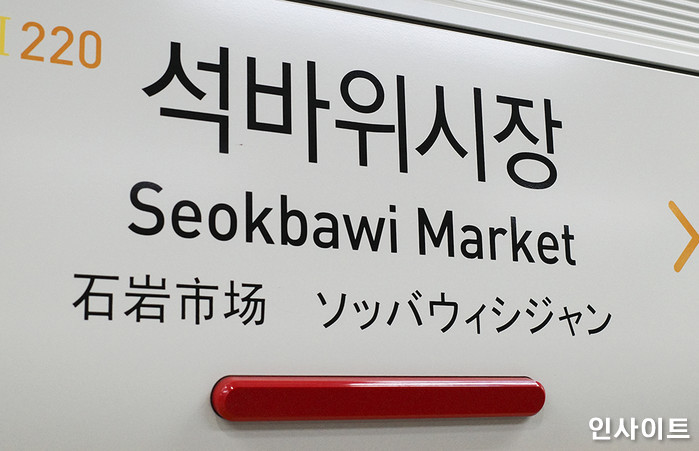 I 220
석바위시장
Seokbawi Market
石岩市场 ソッバウィシジャン
인사이트